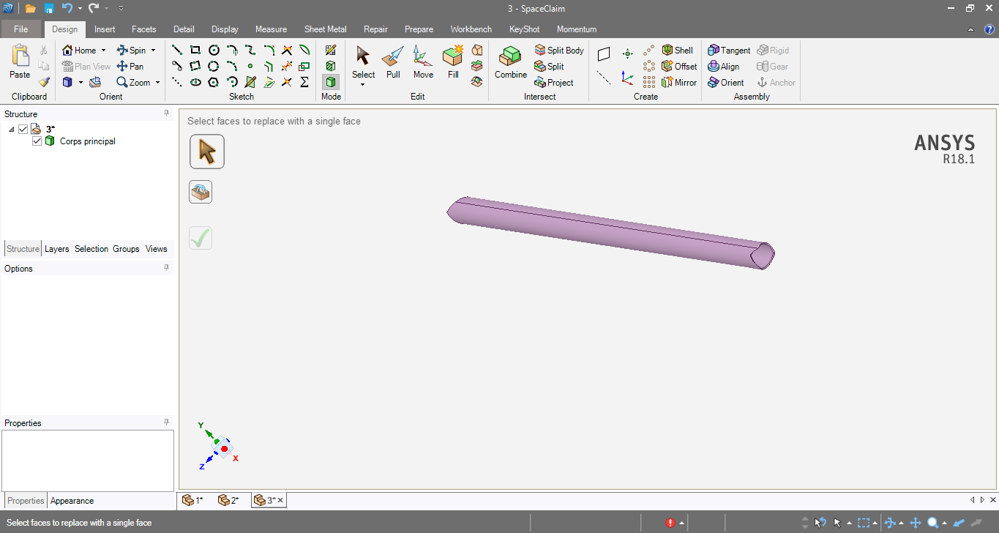 3 - SpaceClaim
File Design Insert Facets Detail Display Measure Sheet Metal Repair Prepare Workbench KeyShot Momentum
Paste
Clipboard
Home Spin
Plan View Pan
Zoom
Orient
Sketch
Mode
Select Pull Move Fill
Edit
Combine
Split Body
Split
Project
Intersect
Shell
Offset
Mirror
Create
Tangent Rigid
Align Gear
Orient Anchor
Assembly
Structure
3*
Corps principal
Structure Layers Selection Groups Views
Options
Properties
Properties Appearance
Select faces to replace with a single face
ANSYS
R18.1
Y
Z
X
1* 2* 3*
Select faces to replace with a single face